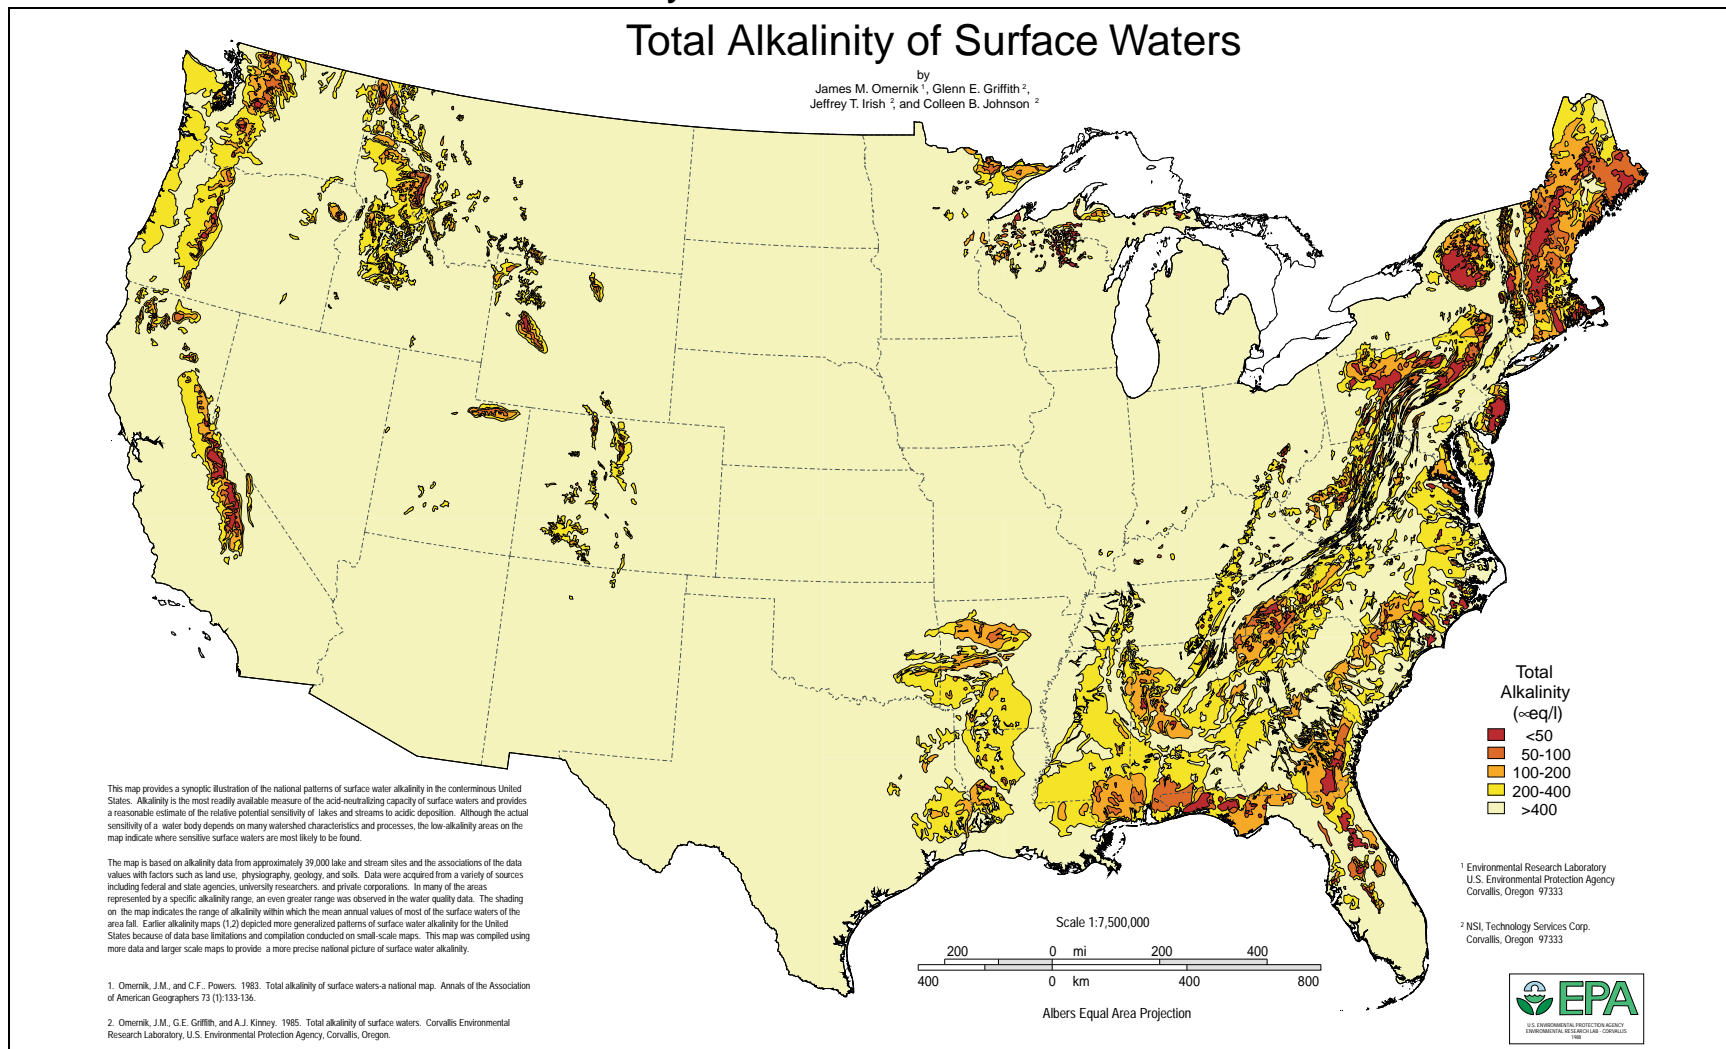 Total Alkalinity of Surface Waters
by
James M. Omernik 1, Glenn E. Griffith 2,
Jeffrey T. Irish 2, and Colleen B. Johnson 2
Total
Alkalinity
(∝eq/l)
<50
50-100
100-200
200-400
>400
This map provides a synoptic illustration of the national patterns of surface water alkalinity in the conterminous United
States. Alkalinity is the most readily available measure of the acid-neutralizing capacity of surface waters and provides
a reasonable estimate of the relative potential sensitivity of lakes and streams to acidic deposition. Although the actual
sensitivity of a water body depends on many watershed characteristics and processes, the low-alkalinity areas on the
map indicate where sensitive surface waters are most likely to be found.
The map is based on alkalinity data from approximately 39,000 lake and stream sites and the associations of the data
values with factors such as land use, physiography, geology, and soils. Data were acquired from a variety of sources
including federal and state agencies, university researchers. and private corporations. In many of the areas
represented by a specific alkalinity range, an even greater range was observed in the water quality data. The shading
on the map indicates the range of alkalinity within which the mean annual values of most of the surface waters of the
area fall. Earlier alkalinity maps (1,2) depicted more generalized patterns of surface water alkalinity for the United
States because of data base limitations and compilation conducted on small-scale maps. This map was compiled using
more data and larger scale maps to provide a more precise national picture of surface water alkalinity.
1. Omernik, J.M., and C.F.. Powers. 1983. Total alkalinity of surface waters-a national map. Annals of the Association
of American Geographers 73 (1):133-136.
2. Omernik, J.M., G.E. Griffith, and A.J. Kinney. 1985. Total alkalinity of surface waters. Corvallis Environmental
Research Laboratory, U.S. Environmental Protection Agency, Corvallis, Oregon.
Scale 1:7,500,000
200 0 mi 200 400
400 0 km 400 800
Albers Equal Area Projection
1 Environmental Research Laboratory
U.S. Environmental Protection Agency
Corvallis, Oregon 97333
2 NSI, Technology Services Corp.
Corvallis, Oregon 97333
EPA
U.S. ENVIRONMENTAL PROTECTION AGENCY
ENVIRONMENTAL RESEARCH LAB - CORVALLIS
1988